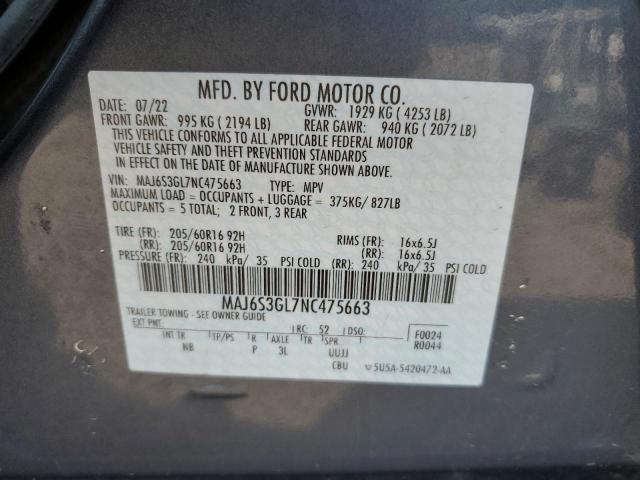 MFD. BY FORD MOTOR CO.
DATE: 07/22 GVWR: 1929 KG ( 4253 LB)
FRONT GAWR: 995 KG ( 2194 LB) REAR GAWR: 940 KG ( 2072 LB)
THIS VEHICLE CONFORMS TO ALL APPLICABLE FEDERAL MOTOR
VEHICLE SAFETY AND THEFT PREVENTION STANDARDS
IN EFFECT ON THE DATE OF MANUFACTURE SHOWN ABOVE.
VIN: MAJ6S3GL7NC475663 TYPE: MPV
MAXIMUM LOAD = OCCUPANTS + LUGGAGE = 375KG/ 827LB
OCCUPANTS = 5 TOTAL; 2 FRONT, 3 REAR
TIRE (FR): 205/60R16 92H RIMS (FR): 16x6.5J
(RR): 205/60R16 92H (RR): 16x6.5J
PRESSURE (FR): 240 kPa/ 35 PSI COLD (RR): 240 kPa/ 35 PSI COLD
MAJ6S3GL7NC475663
TRAILER TOWING - SEE OWNER GUIDE
EXT PNT: RC: 52 DSO: F0024
R0044
INT TR TP/PS R AXLE TR SPR
NB P 3L UUJJ
CBU 5U5A-5420472-AA